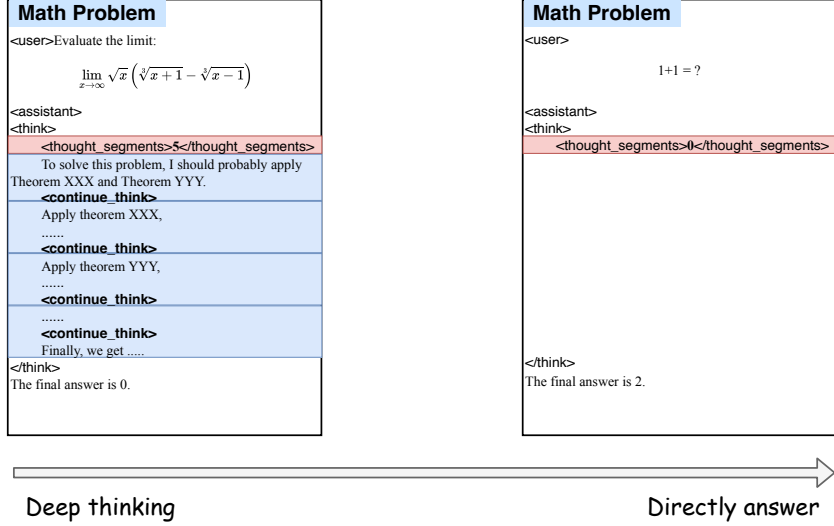 Math Problem
<user>Evaluate the limit:
lim x→∞ √x (∛x+1 − ∛x−1)
<assistant>
<think>
<thought_segments>5</thought_segments>
To solve this problem, I should probably apply
Theorem XXX and Theorem YYY.
<continue_think>
Apply theorem XXX,
......
<continue_think>
Apply theorem YYY,
......
<continue_think>
......
<continue_think>
Finally, we get .....
</think>
The final answer is 0.
Math Problem
<user>
1+1 = ?
<assistant>
<think>
<thought_segments>0</thought_segments>
</think>
The final answer is 2.
Deep thinking
Directly answer